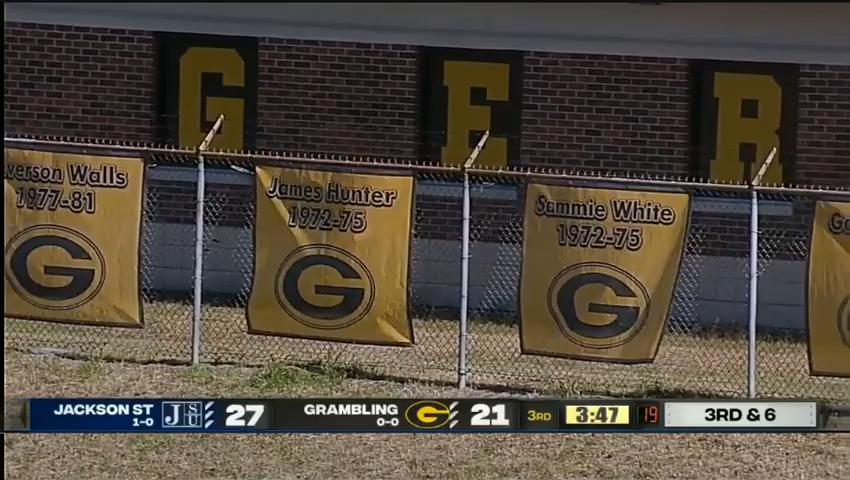 G E R
verson Walls
1977-81
G
James Hunter
1972-75
G
Sammie White
1972-75
G
JACKSON ST
1-0
JSU
27
GRAMBLING
0-0
G
21
3RD
3:47
19
3RD & 6